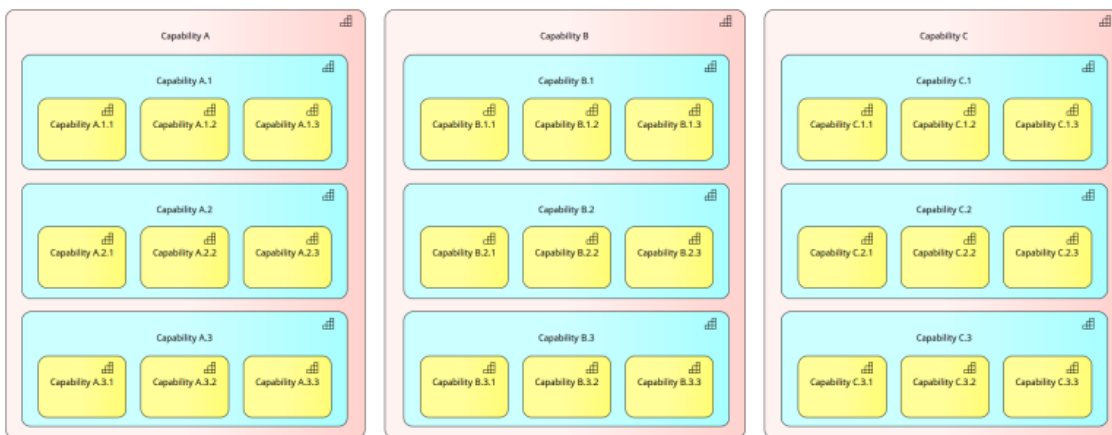 Capability A
Capability A.1
Capability A.1.1
Capability A.1.2
Capability A.1.3
Capability A.2
Capability A.2.1
Capability A.2.2
Capability A.2.3
Capability A.3
Capability A.3.1
Capability A.3.2
Capability A.3.3
Capability B
Capability B.1
Capability B.1.1
Capability B.1.2
Capability B.1.3
Capability B.2
Capability B.2.1
Capability B.2.2
Capability B.2.3
Capability B.3
Capability B.3.1
Capability B.3.2
Capability B.3.3
Capability C
Capability C.1
Capability C.1.1
Capability C.1.2
Capability C.1.3
Capability C.2
Capability C.2.1
Capability C.2.2
Capability C.2.3
Capability C.3
Capability C.3.1
Capability C.3.2
Capability C.3.3